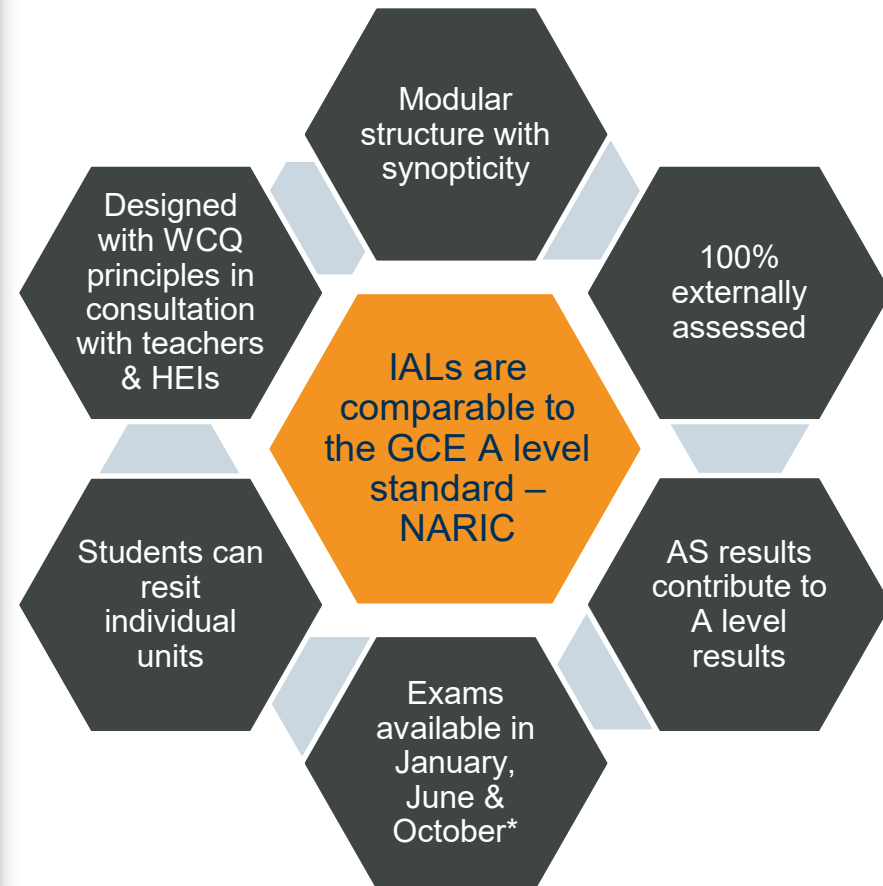 Modular
structure with
synopticity
100%
externally
assessed
AS results
contribute to
A level
results
Exams
available in
January,
June &
October*
Students can
resit
individual
units
Designed
with WCQ
principles in
consultation
with teachers
& HEIs
IALs are
comparable to
the GCE A level
standard –
NARIC